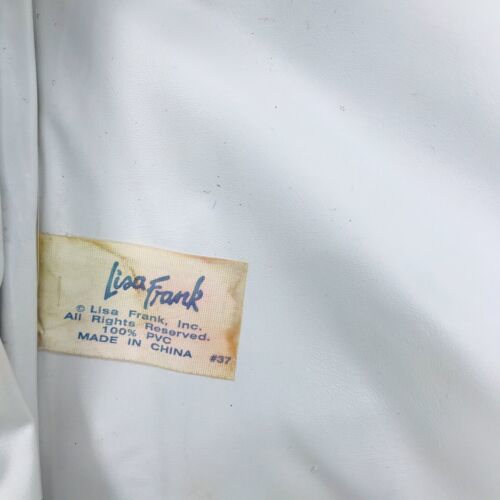 Lisa Frank
© Lisa Frank, Inc.
All Rights Reserved.
100% PVC
MADE IN CHINA
#37